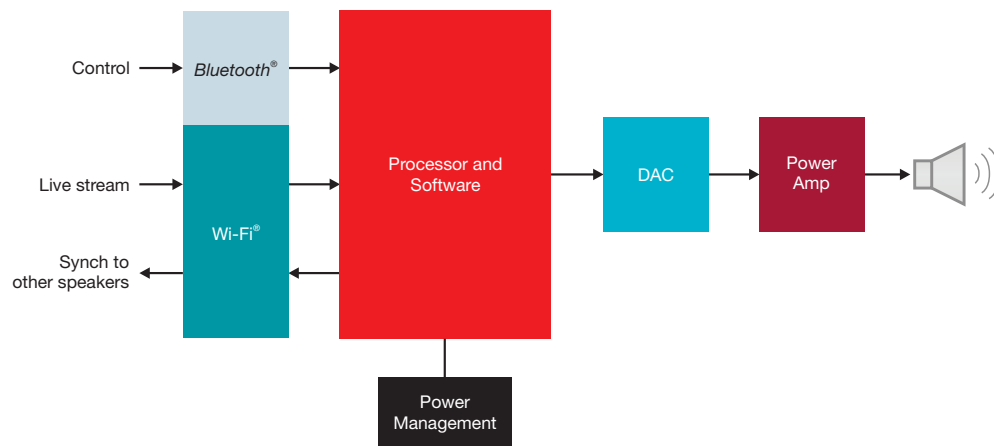 Control
Bluetooth®
Live stream
Wi-Fi®
Synch to
other speakers
Processor and
Software
DAC
Power
Amp
Power
Management